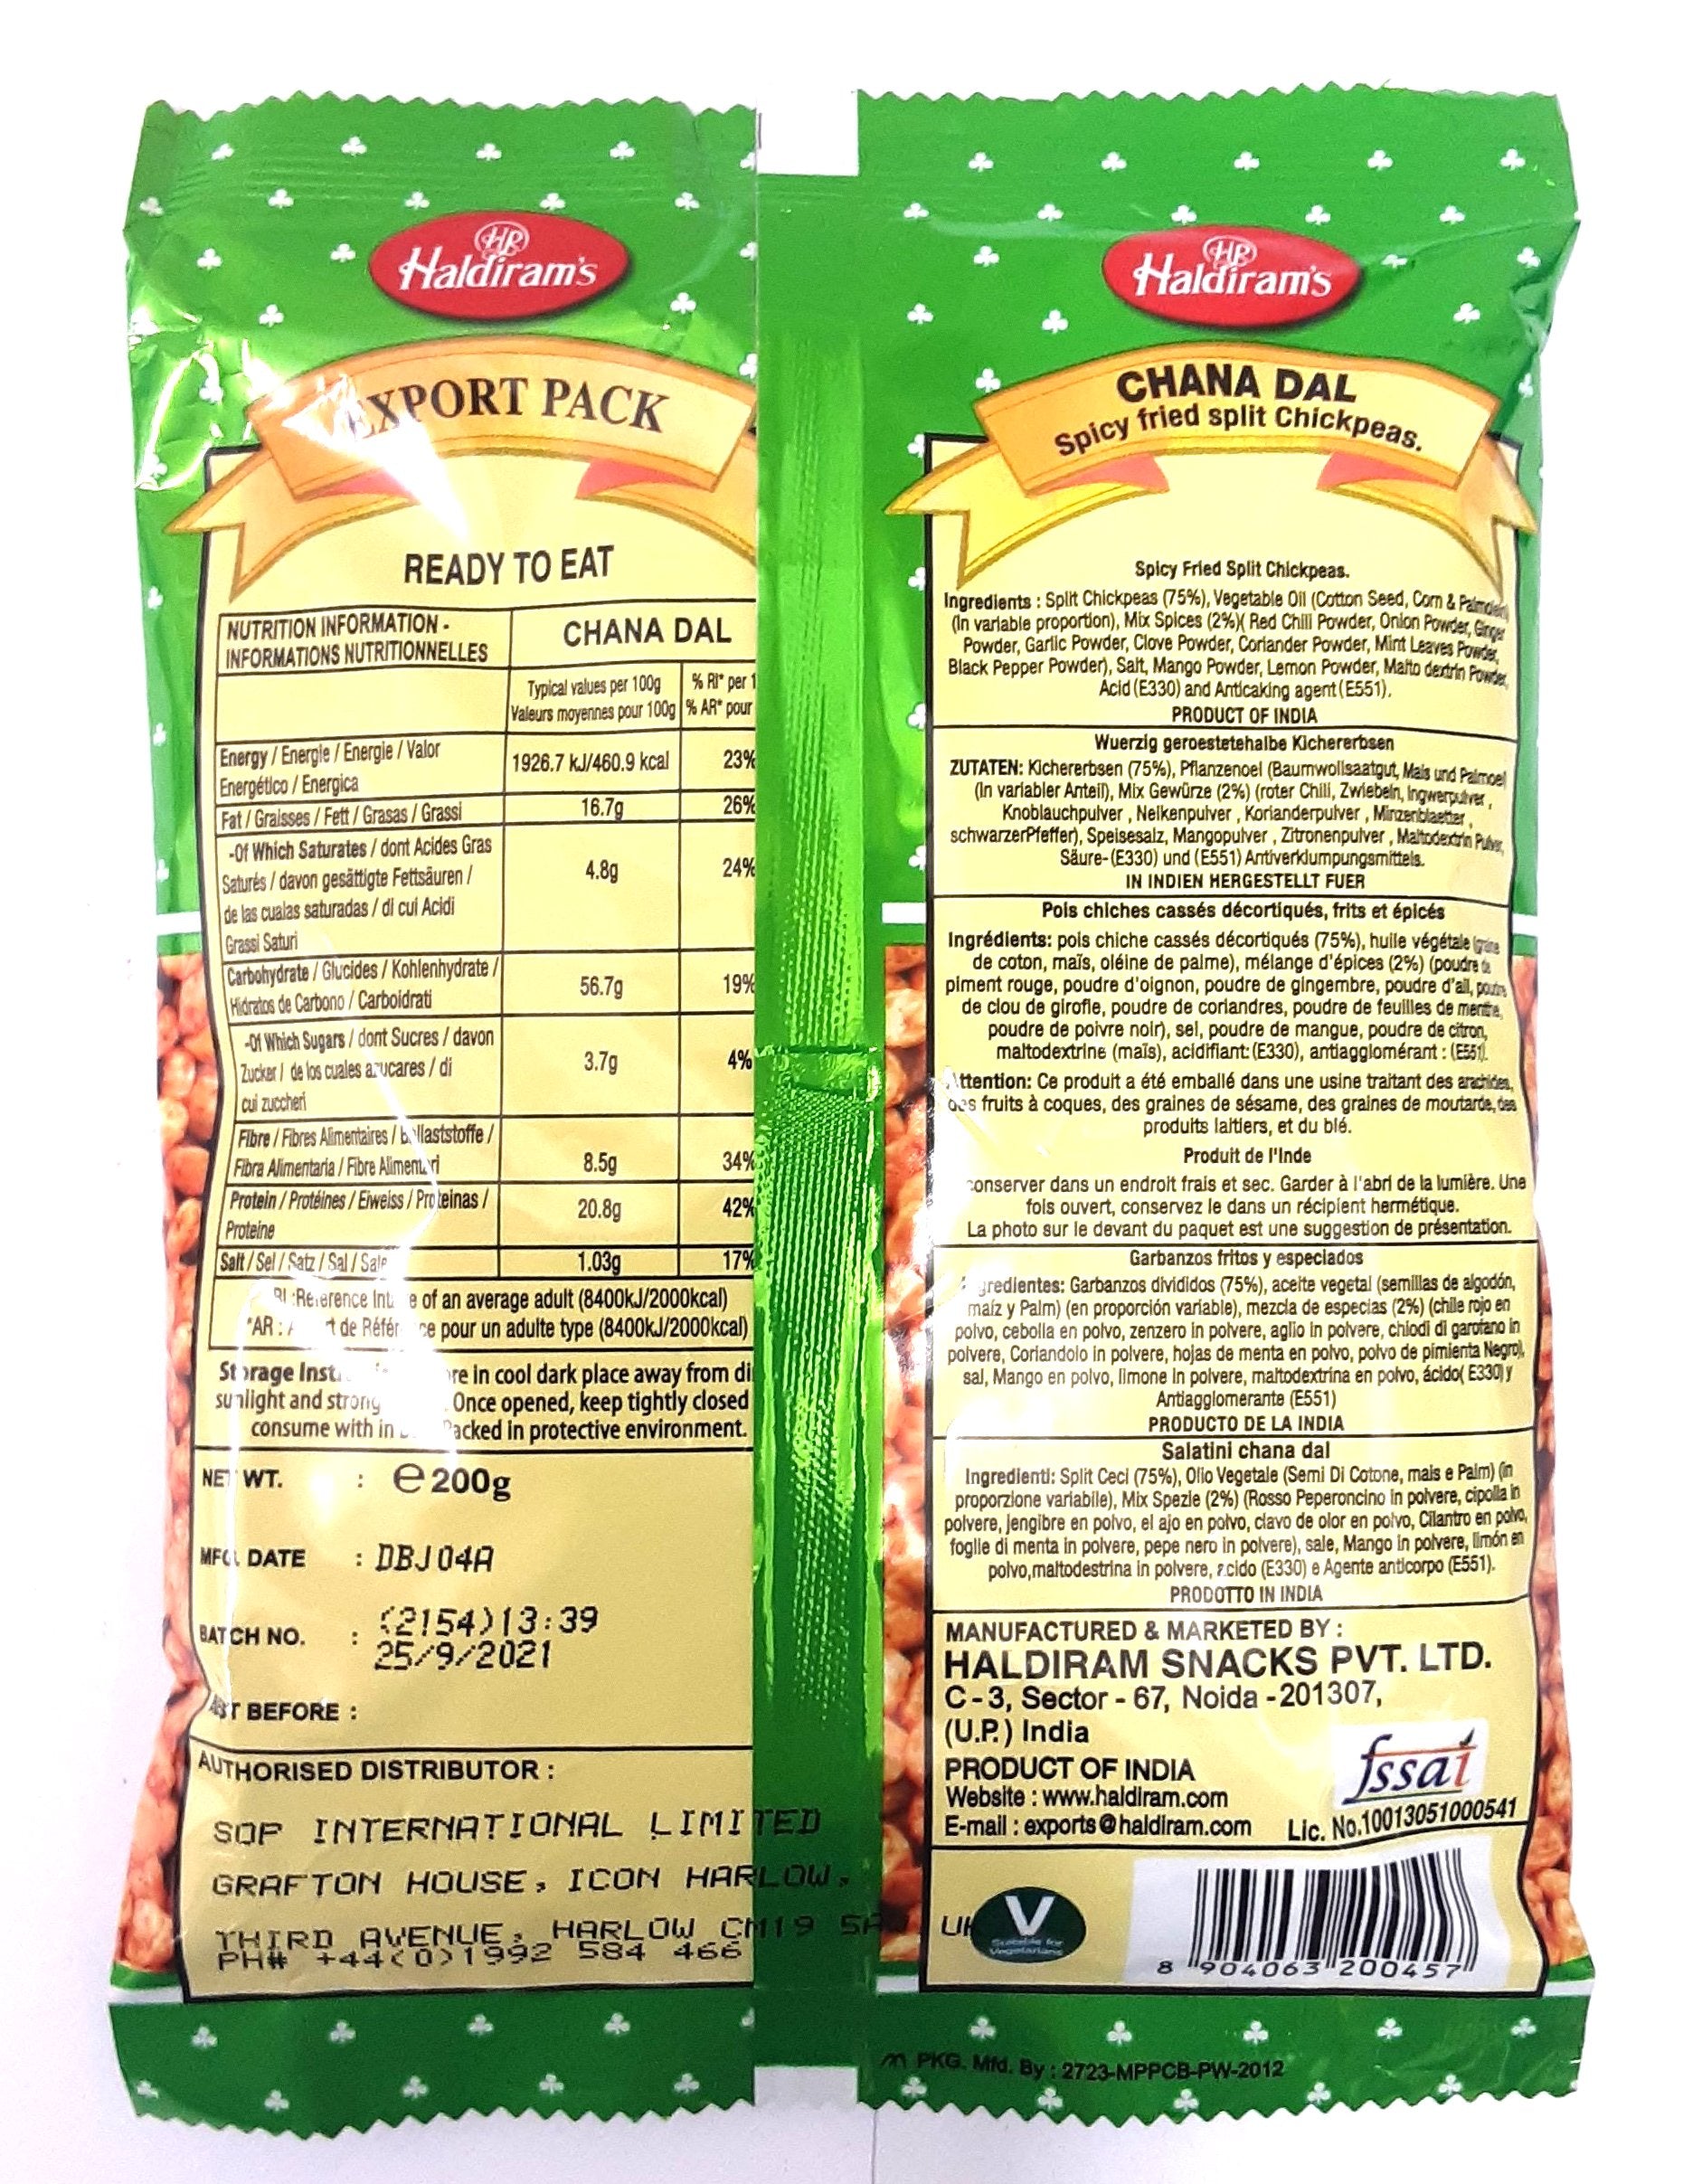 HR
Haldiram's
EXPORT PACK
READY TO EAT
NUTRITION INFORMATION -
INFORMATIONS NUTRITIONNELLES
CHANA DAL
Typical values per 100g
Valeurs moyennes pour 100g
% RI* per 1
% AR* pour
Energy / Energie / Energie / Valor
Energético / Energica
1926.7 kJ/460.9 kcal
23%
Fat / Graisses / Fett / Grasas / Grassi
16.7g
26%
-Of Which Saturates / dont Acides Gras
Saturés / davon gesättigte Fettsäuren /
de las cualas saturadas / di cui Acidi
Grassi Saturi
4.8g
24%
Carbohydrate / Glucides / Kohlenhydrate /
Hidratos de Carbono / Carboidrati
56.7g
19%
-Of Which Sugars / dont Sucres / davon
Zucker / de los cuales azucares / di
cui zuccheri
3.7g
4%
Fibre / Fibres Alimentaires / Ballaststoffe /
Fibra Alimentaria / Fibre Alimentari
8.5g
34%
Protein / Protéines / Eiweiss / Proteinas /
Proteine
20.8g
42%
Salt / Sel / Satz / Sal / Sale
1.03g
17%
of an average adult (8400kJ/2000kcal)
*AR : de pour un adulte type (8400kJ/2000kcal)
Storage in cool dark place away from
sunlight and strong Once opened, keep tightly closed
consume with in Packed in protective environment.
NET WT. : e 200g
MFG. DATE : DBJ04A
BATCH NO. : (2154)13:39
25/9/2021
BEST BEFORE :
AUTHORISED DISTRIBUTOR :
SOP INTERNATIONAL LIMITED
GRAFTON HOUSE, ICON HARLOW,
THIRD AVENUE, HARLOW CM19 UK
PH# +44(0)1992 584 466
HR
Haldiram's
CHANA DAL
Spicy fried split Chickpeas.
Spicy Fried Split Chickpeas.
Ingredients : Split Chickpeas (75%), Vegetable Oil (Cotton Seed, Corn & Palmolein)
(In variable proportion), Mix Spices (2%)( Red Chili Powder, Onion Powder, Ginger
Powder, Garlic Powder, Clove Powder, Coriander Powder, Mint Leaves Powder,
Black Pepper Powder), Salt, Mango Powder, Lemon Powder, Malto dextrin Powder,
Acid (E330) and Anticaking agent (E551).
PRODUCT OF INDIA
Wuerzig geroestetehalbe Kichererbsen
ZUTATEN: Kichererbsen (75%), Pflanzenoel (Baumwollsaatgut, Mais und Palmoel)
(In variabler Anteil), Mix Gewürze (2%) (roter Chili, Zwiebeln, Ingwerpulver ,
Knoblauchpulver , Nelkenpulver , Korianderpulver , Minzenblaetter ,
schwarzerPfeffer), Speisesalz, Mangopulver , Zitronenpulver , Maltodextrin Pulver,
Säure- (E330) und (E551) Antiverklumpungsmittels.
IN INDIEN HERGESTELLT FUER
Pois chiches cassés décortiqués, frits et épicés
Ingrédients: pois chiche cassés décortiqués (75%), huile végétale (graine
de coton, maïs, oléine de palme), mélange d'épices (2%) (poudre de
piment rouge, poudre d'oignon, poudre de gingembre, poudre d'ail, poudre
de clou de girofle, poudre de coriandres, poudre de feuilles de menthe,
poudre de poivre noir), sel, poudre de mangue, poudre de citron,
maltodextrine (maïs), acidifiant: (E330), antiagglomérant : (E551).
Attention: Ce produit a été emballé dans une usine traitant des arachides,
des fruits à coques, des graines de sésame, des graines de moutarde, des
produits laitiers, et du blé.
Produit de l'Inde
conserver dans un endroit frais et sec. Garder à l'abri de la lumière. Une
fois ouvert, conservez le dans un récipient hermétique.
La photo sur le devant du paquet est une suggestion de présentation.
Garbanzos fritos y especiados
Ingredientes: Garbanzos divididos (75%), aceite vegetal (semillas de algodón,
maíz y Palm) (en proporción variable), mezcla de especias (2%) (chile rojo en
polvo, cebolla en polvo, zenzero in polvere, aglio in polvere, chiodi di garofano in
polvere, Coriandolo in polvere, hojas de menta en polvo, polvo de pimienta Negro),
sal, Mango en polvo, limone in polvere, maltodextrina en polvo, ácido( E330) y
Antiagglomerante (E551)
PRODUCTO DE LA INDIA
Salatini chana dal
Ingredienti: Split Ceci (75%), Olio Vegetale (Semi Di Cotone, mais e Palm) (in
proporzione variabile), Mix Spezie (2%) (Rosso Peperoncino in polvere, cipolla in
polvere, jengibre en polvo, el ajo en polvo, clavo de olor en polvo, Cilantro en polvo,
foglie di menta in polvere, pepe nero in polvere), sale, Mango in polvere, limón en
polvo,maltodestrina in polvere, acido (E330) e Agente anticorpo (E551).
PRODOTTO IN INDIA
MANUFACTURED & MARKETED BY :
HALDIRAM SNACKS PVT. LTD.
C-3, Sector - 67, Noida -201307,
(U.P.) India
PRODUCT OF INDIA
Website : www.haldiram.com
E-mail : exports@haldiram.com
fssai
Lic. No.10013051000541
V
Suitable for
Vegetarians
8 904063 200457
PKG. Mfd. By : 2723-MPPCB-PW-2012